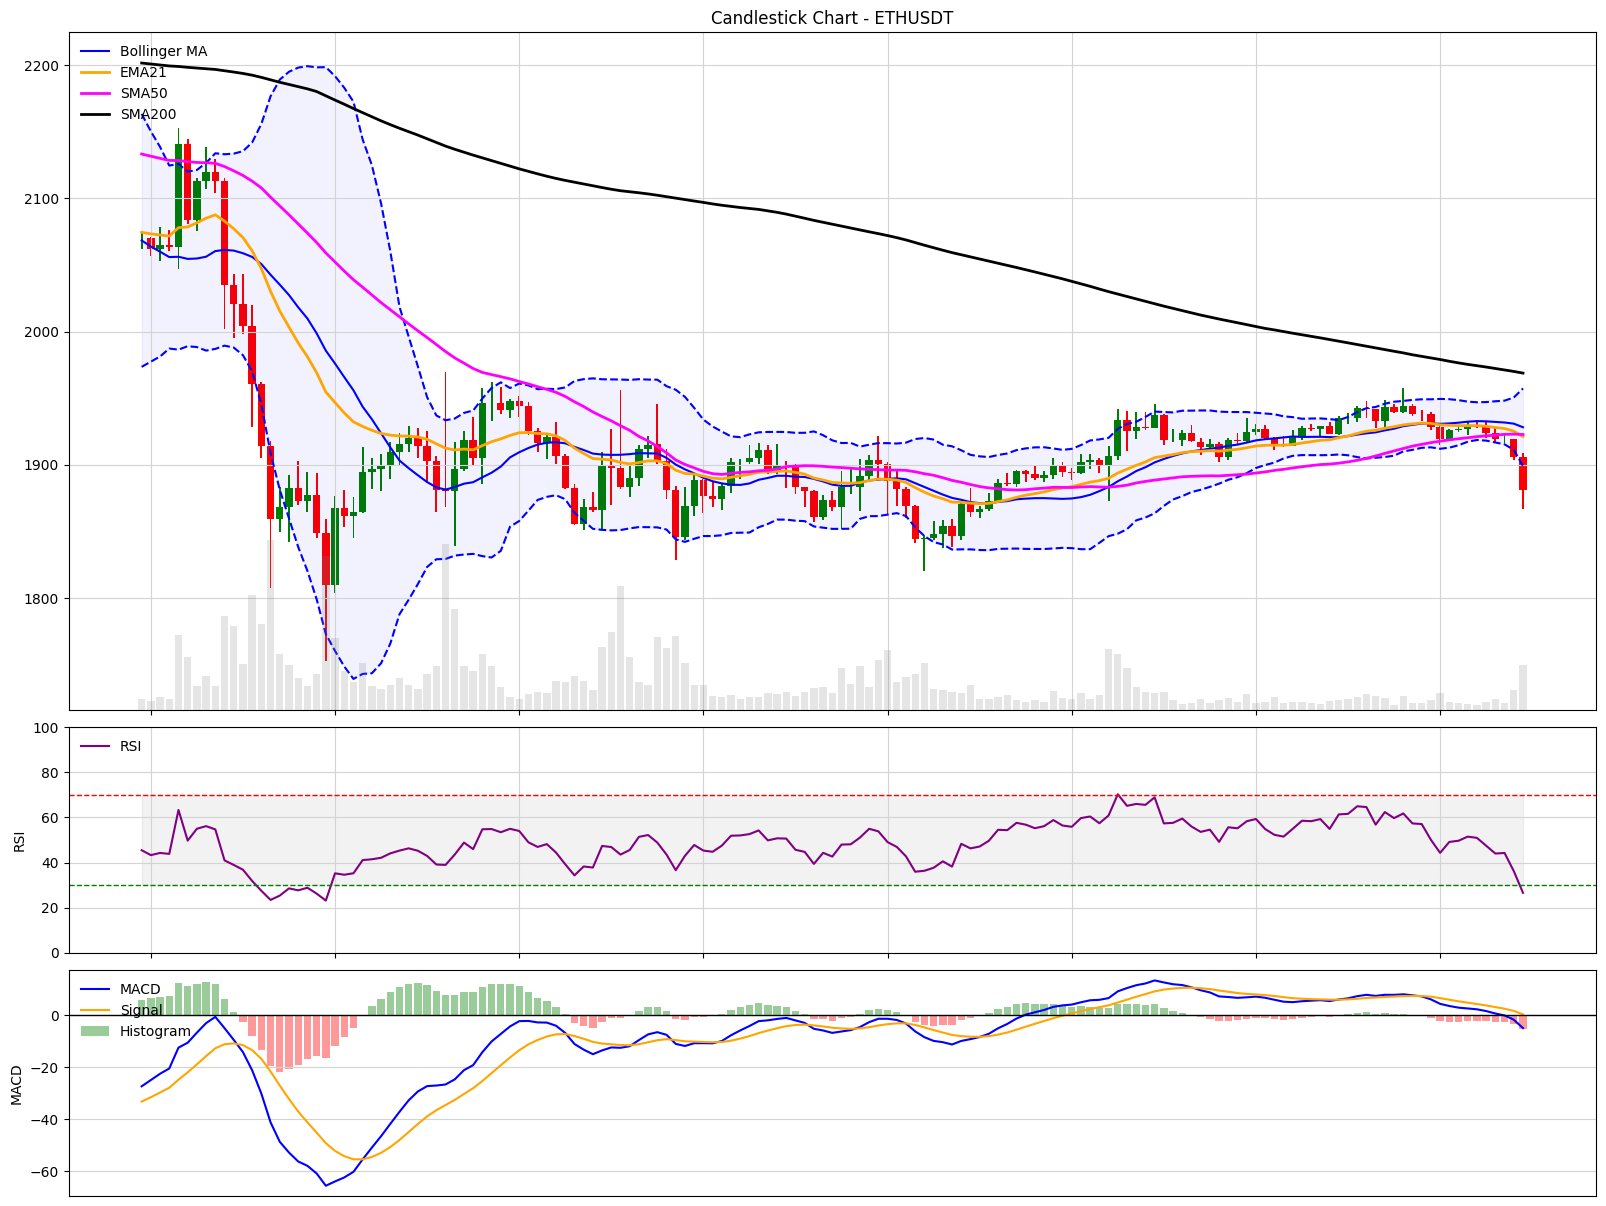 Candlestick Chart - ETHUSDT
Bollinger MA
EMA21
SMA50
SMA200
2200
2100
2000
1900
1800
RSI
100
80
60
40
20
0
RSI
MACD
Signal
Histogram
0
−20
−40
−60
MACD